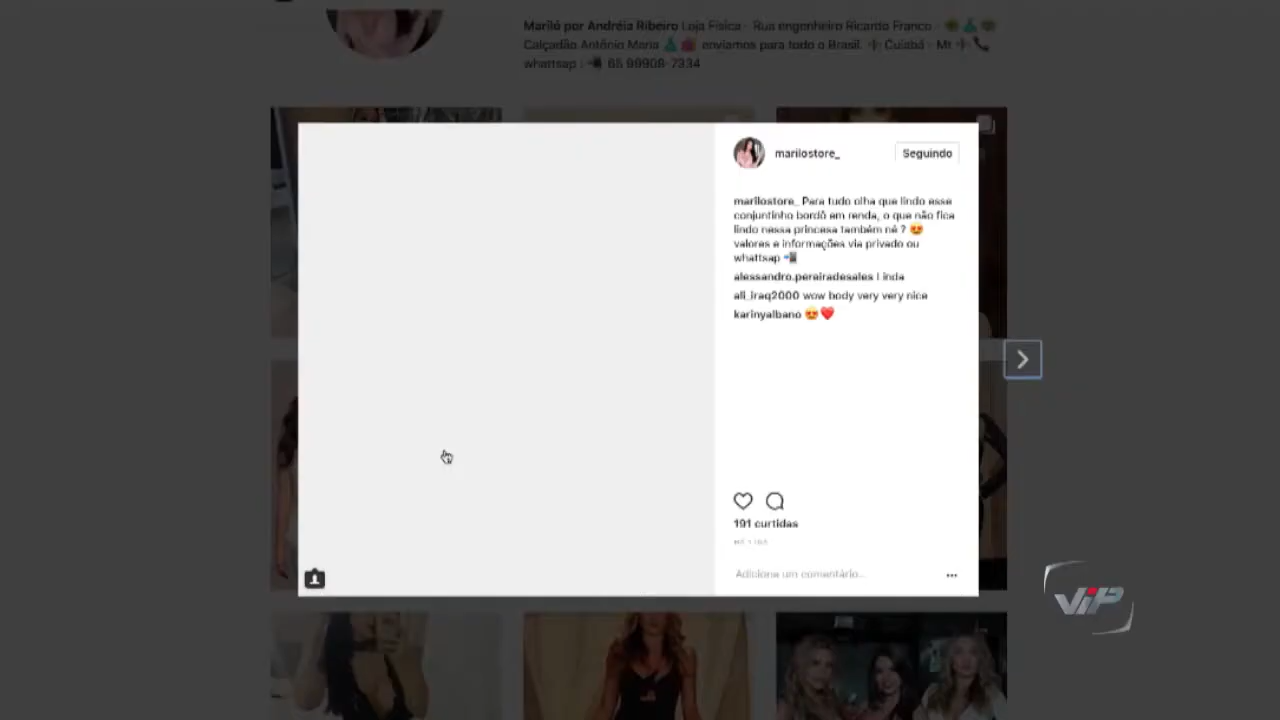 Mariló por Andréia Ribeiro Loja Física - Rua engenheiro Ricardo Franco -
Calçadão Antônio Maria 👗👛 enviamos para todo o Brasil. ✈ Cuiabá - Mt ✈📞
whattsap : 📲 65 99909-7334
marilostore_ Seguindo
marilostore_ Para tudo olha que lindo esse
conjuntinho bordô em renda, o que não fica
lindo nessa princesa também né ? 😍
valores e informações via privado ou
whattsap 📲
alessandro.pereiradesales Linda
ali_iraq2000 wow body very very nice
karinyalbano 😍❤️
191 curtidas
Adicione um comentário...
ViP